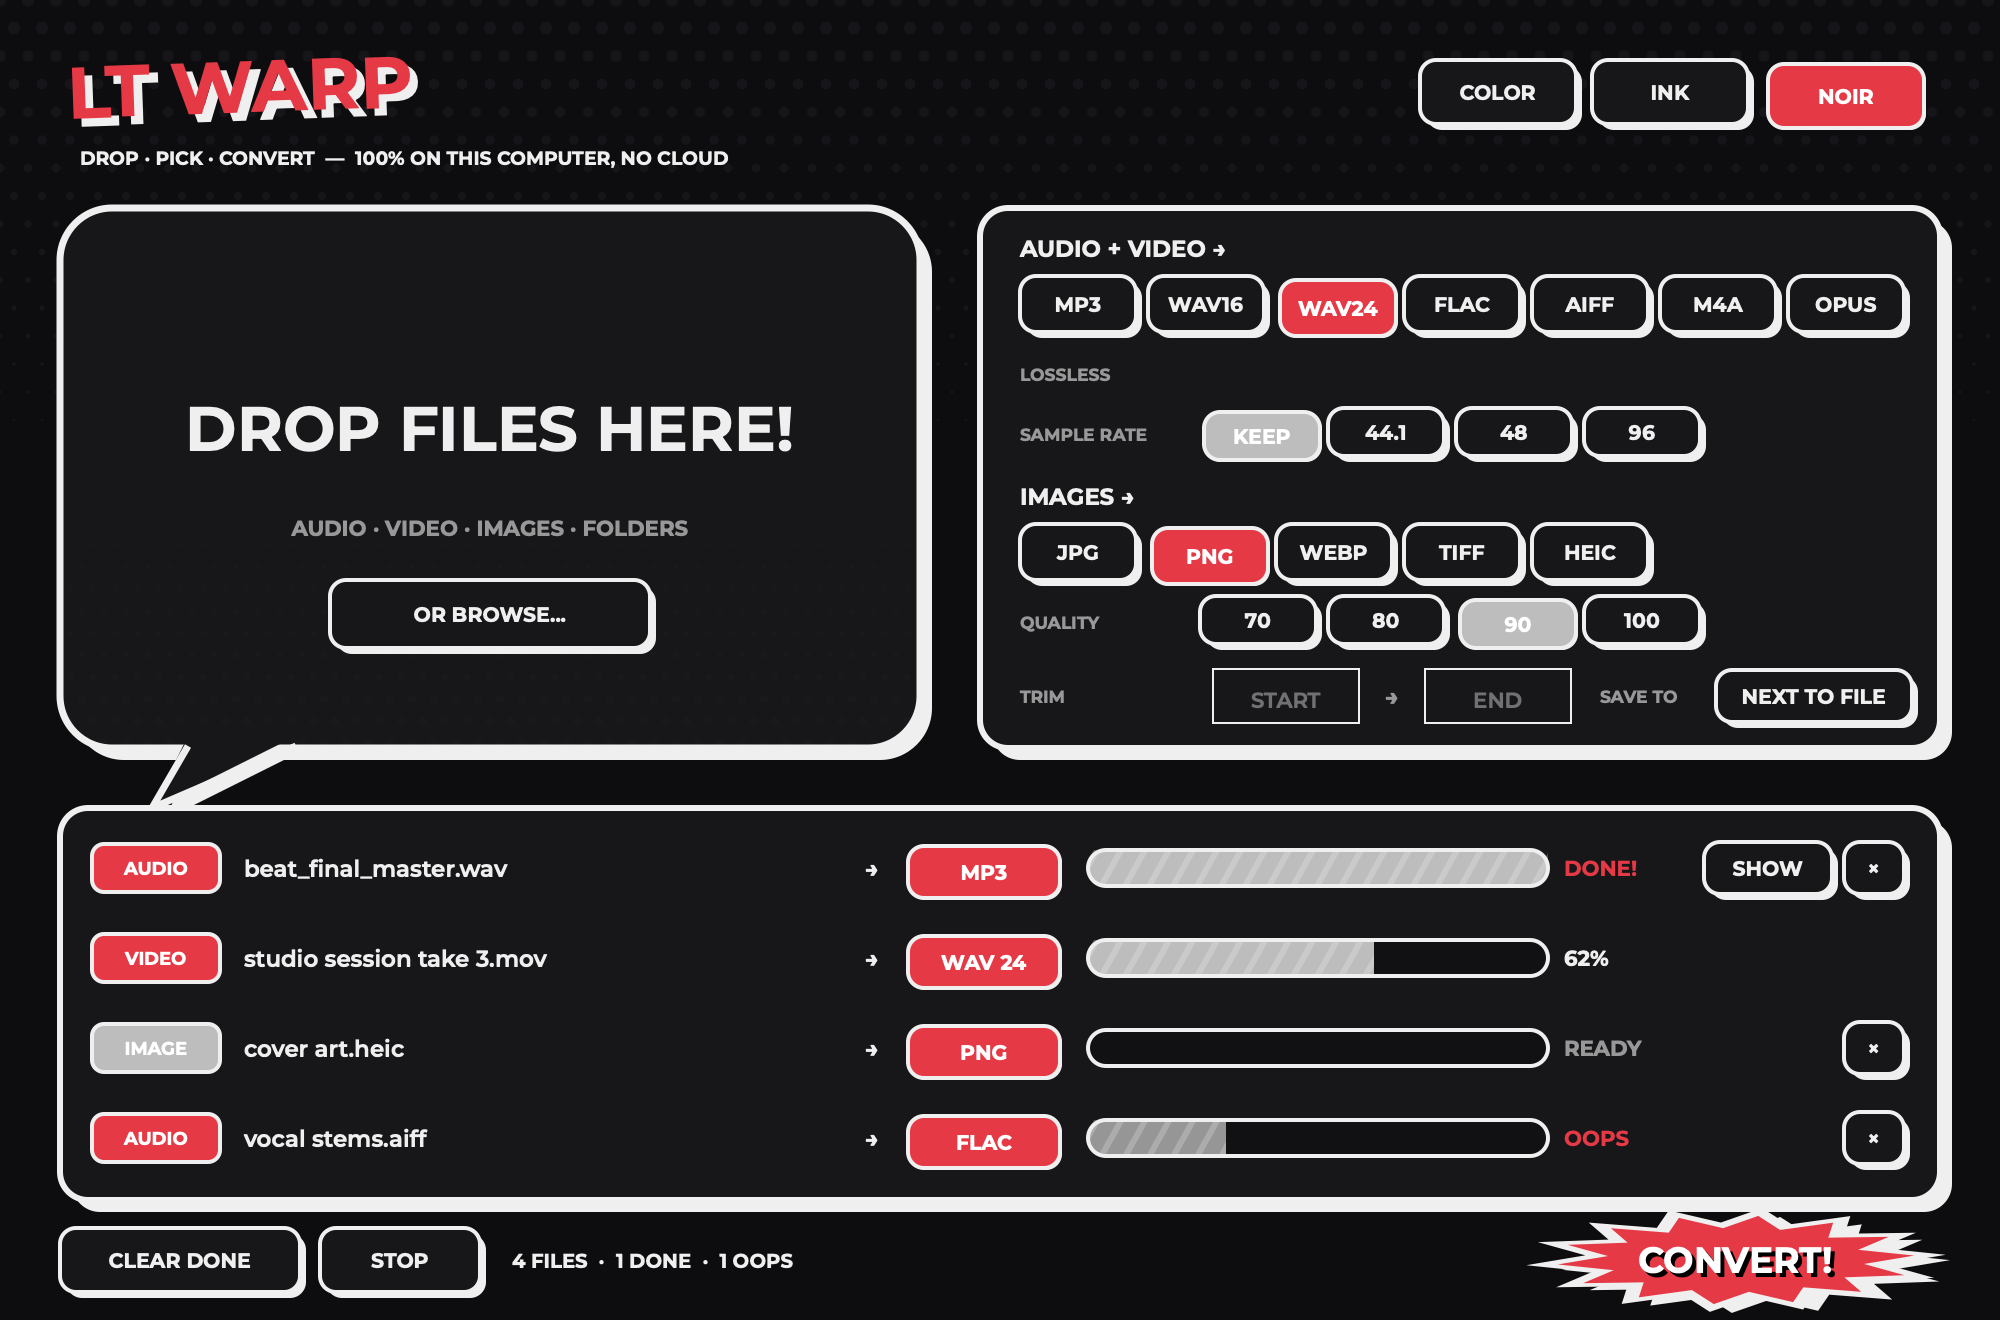 LT WARP
DROP · PICK · CONVERT — 100% ON THIS COMPUTER, NO CLOUD
COLOR INK NOIR
DROP FILES HERE!
AUDIO · VIDEO · IMAGES · FOLDERS
OR BROWSE...
AUDIO + VIDEO →
MP3 WAV16 WAV24 FLAC AIFF M4A OPUS
LOSSLESS
SAMPLE RATE KEEP 44.1 48 96
IMAGES →
JPG PNG WEBP TIFF HEIC
QUALITY 70 80 90 100
TRIM START → END SAVE TO NEXT TO FILE
AUDIO beat_final_master.wav → MP3 DONE! SHOW ×
VIDEO studio session take 3.mov → WAV 24 62%
IMAGE cover art.heic → PNG READY ×
AUDIO vocal stems.aiff → FLAC OOPS ×
CLEAR DONE STOP 4 FILES · 1 DONE · 1 OOPS CONVERT!